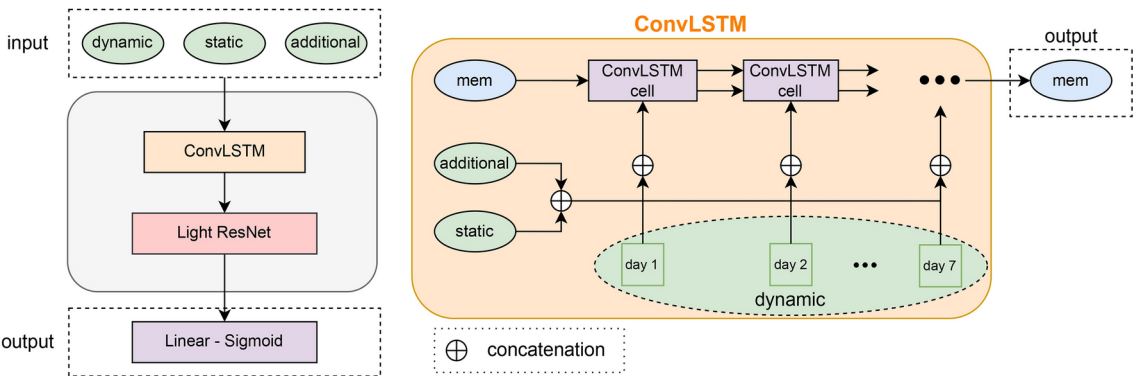 input
dynamic
static
additional
ConvLSTM
Light ResNet
output
Linear - Sigmoid
ConvLSTM
mem
ConvLSTM
cell
ConvLSTM
cell
output
mem
additional
static
day 1
day 2
day 7
dynamic
concatenation